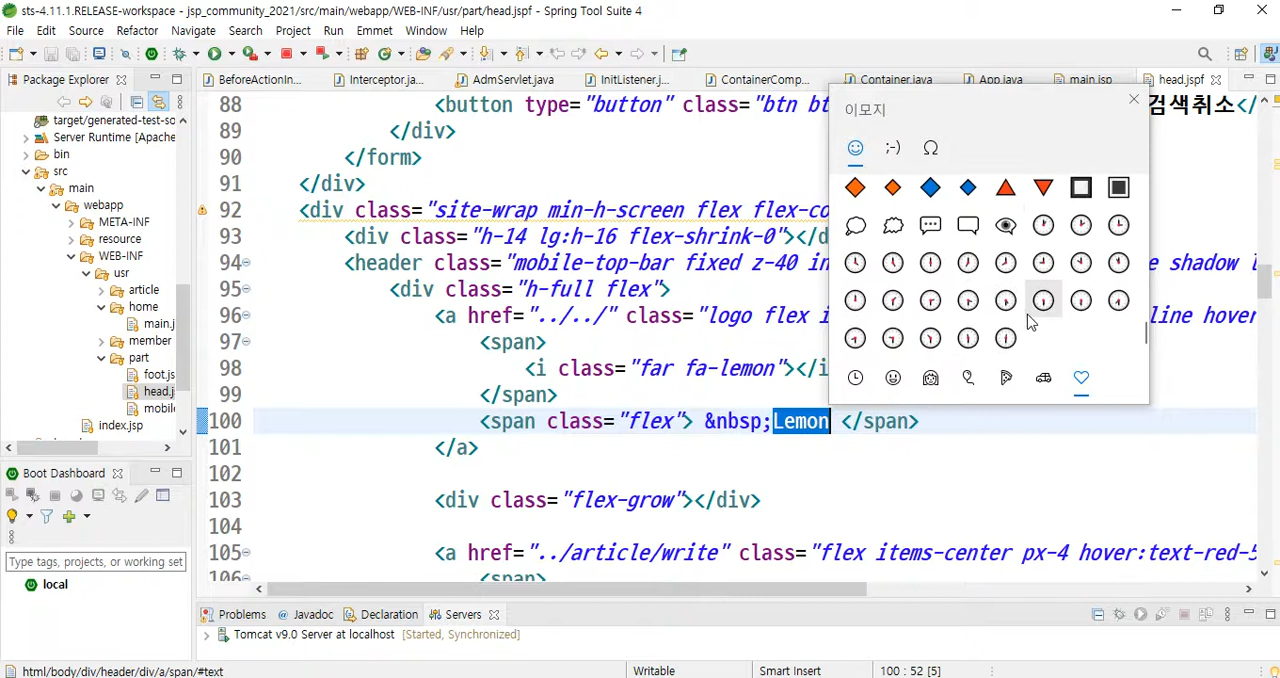 sts-4.11.1.RELEASE-workspace - jsp_community_2021/src/main/webapp/WEB-INF/usr/part/head.jspf - Spring Tool Suite 4
File Edit Source Refactor Navigate Search Project Run Emmet Window Help
Package Explorer
target/generated-test-so
Server Runtime [Apache
bin
src
main
webapp
META-INF
resource
WEB-INF
usr
article
home
main.j
member
part
foot.js
head.j
mobile
index.jsp
Boot Dashboard
Type tags, projects, or working set
local
BeforeActionIn...
Interceptor.ja...
AdmServlet.java
InitListener.j...
ContainerComp...
Container.java
App.java
main.jsp
head.jspf
88 <button type="button" class="btn bt 검색취소</
89 </div>
90 </form>
91 </div>
92 <div class="site-wrap min-h-screen flex flex-co
93 <div class="h-14 lg:h-16 flex-shrink-0"></d
94 <header class="mobile-top-bar fixed z-40 in e shadow l
95 <div class="h-full flex">
96 <a href="../../" class="logo flex i line hover
97 <span>
98 <i class="far fa-lemon"></i
99 </span>
100 <span class="flex"> &nbsp;Lemon </span>
101 </a>
102
103 <div class="flex-grow"></div>
104
105 <a href="../article/write" class="flex items-center px-4 hover:text-red-5
106 <span>
이모지
;-) Ω
Problems @ Javadoc Declaration Servers
Tomcat v9.0 Server at localhost [Started, Synchronized]
html/body/div/header/div/a/span/#text
Writable
Smart Insert
100 : 52 [5]